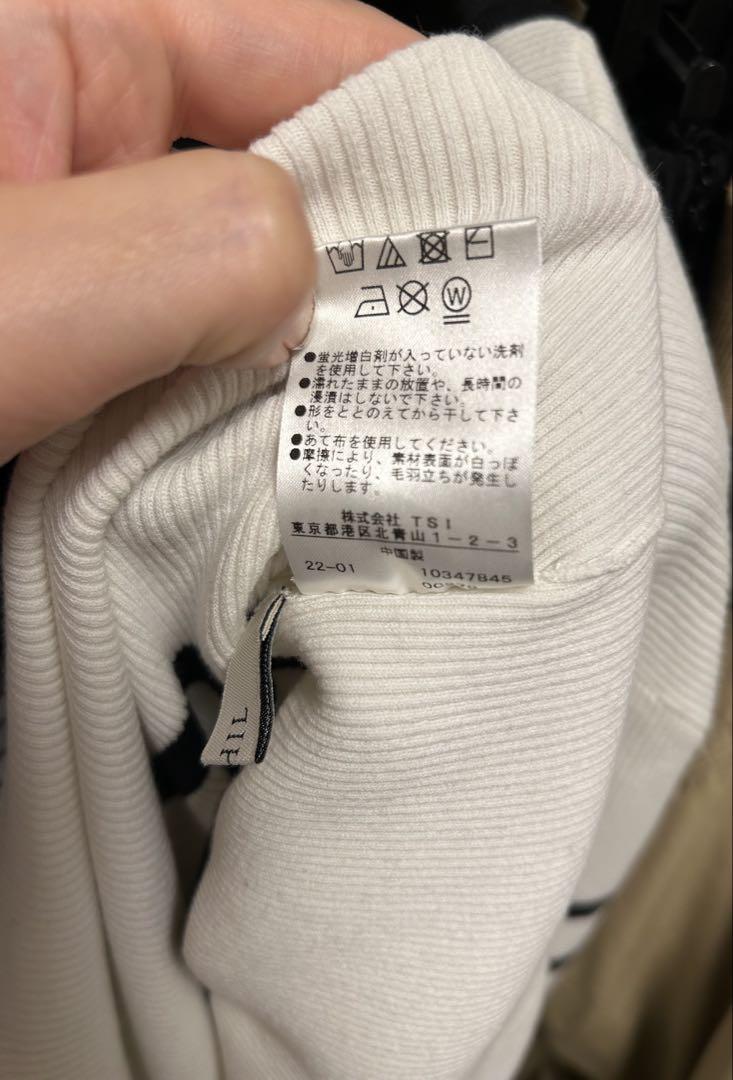 W
●蛍光増白剤が入っていない洗剤
を使用して下さい。
●濡れたままの放置や、長時間の
浸漬はしないで下さい。
●形をととのえてから干して下さ
い。
●あて布を使用してください。
●摩擦により、素材表面が白っぽ
くなったり、毛羽立ちが発生し
たりします。
株式会社 TSI
東京都港区北青山1-2-3
中国製
22-01 10347845
HIL